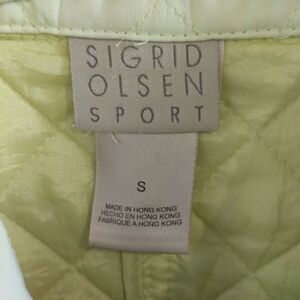 SIGRID
OLSEN
SPORT
S
MADE IN HONG KONG
HECHO EN HONG KONG
FABRIQUE A HONG KONG